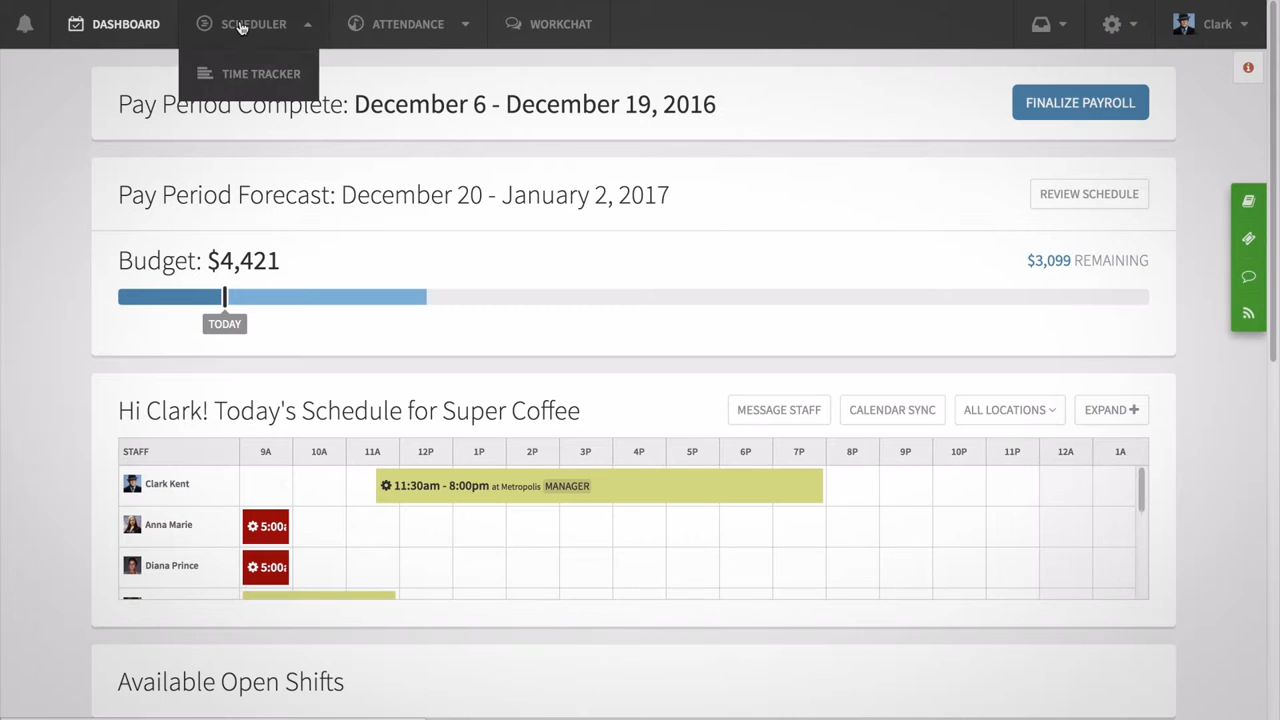 DASHBOARD
SCHEDULER
ATTENDANCE
WORKCHAT
Clark
TIME TRACKER
Pay Period Complete: December 6 - December 19, 2016
FINALIZE PAYROLL
Pay Period Forecast: December 20 - January 2, 2017
REVIEW SCHEDULE
Budget: $4,421
$3,099 REMAINING
TODAY
Hi Clark! Today's Schedule for Super Coffee
MESSAGE STAFF
CALENDAR SYNC
ALL LOCATIONS
EXPAND
STAFF 9A 10A 11A 12P 1P 2P 3P 4P 5P 6P 7P 8P 9P 10P 11P 12A 1A
Clark Kent
11:30am - 8:00pm at Metropolis MANAGER
Anna Marie
5:00
Diana Prince
5:00
Available Open Shifts